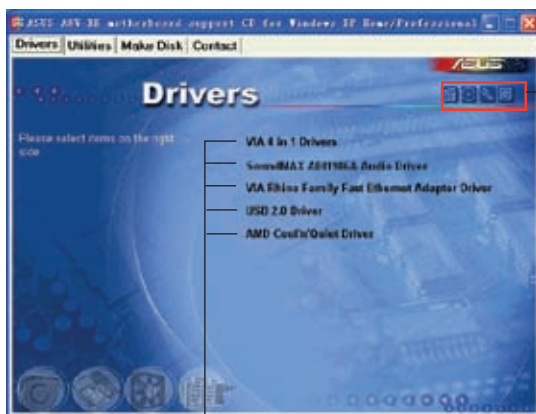 ASUS A8V-BE motherboard support CD for Windows XP Home/Professional
Drivers Utilities Make Disk Contact
ASUS
Drivers
Please select items on the right side
VIA 4 in 1 Drivers
SoundMAX Audio Driver
VIA Rhine Family Fast Ethernet Adapter Driver
USB 2.0 Driver
AMD Cool'n'Quiet Driver